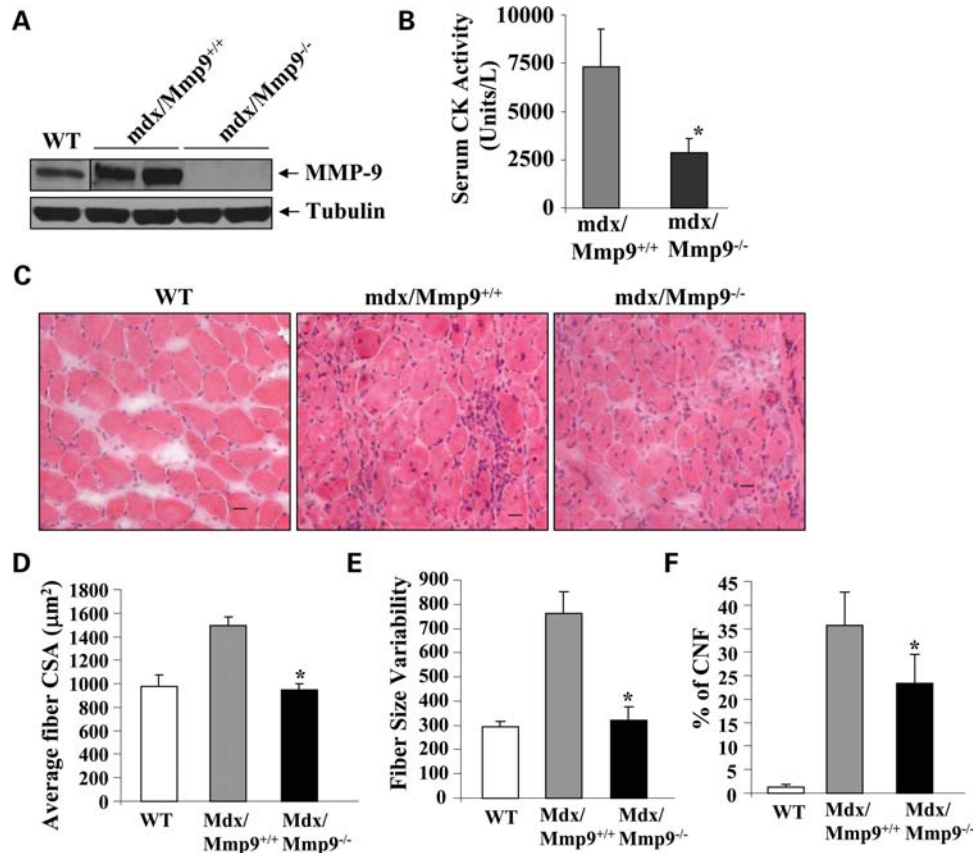 A
WT
mdx/Mmp9+/+
mdx/Mmp9-/-
← MMP-9
← Tubulin
B
Serum CK Activity
(Units/L)
10000
7500
5000
2500
0
*
mdx/
Mmp9+/+
mdx/
Mmp9-/-
C
WT
mdx/Mmp9+/+
mdx/Mmp9-/-
D
Average fiber CSA (µm²)
1800
1600
1400
1200
1000
800
600
400
200
0
*
WT
Mdx/
Mmp9+/+
Mdx/
Mmp9-/-
E
Fiber Size Variability
900
800
700
600
500
400
300
200
100
0
*
WT
Mdx/
Mmp9+/+
Mdx/
Mmp9-/-
F
% of CNF
45
40
35
30
25
20
15
10
5
0
*
WT
Mdx/
Mmp9+/+
Mdx/
Mmp9-/-